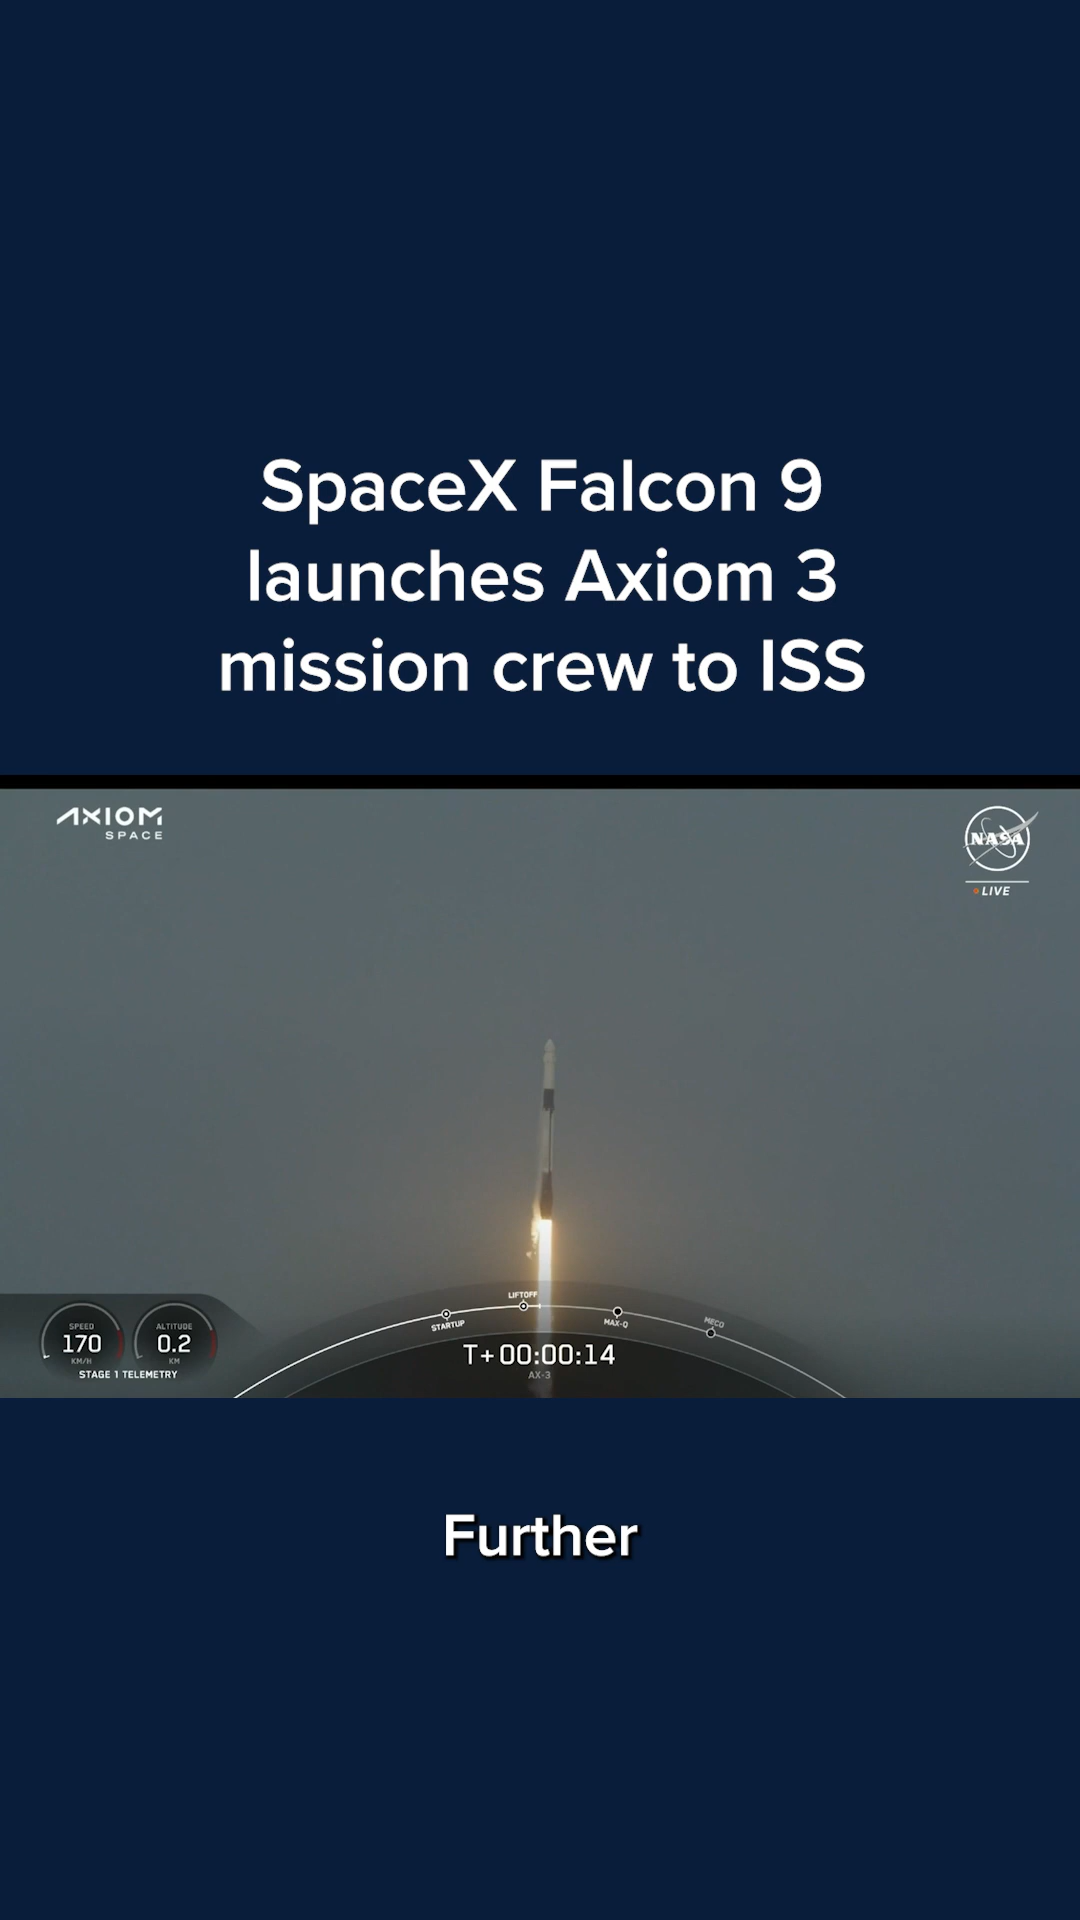 SpaceX Falcon 9
launches Axiom 3
mission crew to ISS
AXIOM
SPACE
NASA
LIVE
LIFTOFF
STARTUP
MAX-Q
MECO
SPEED
170
KM/H
ALTITUDE
0.2
KM
STAGE 1 TELEMETRY
T+00:00:14
AX-3
Further